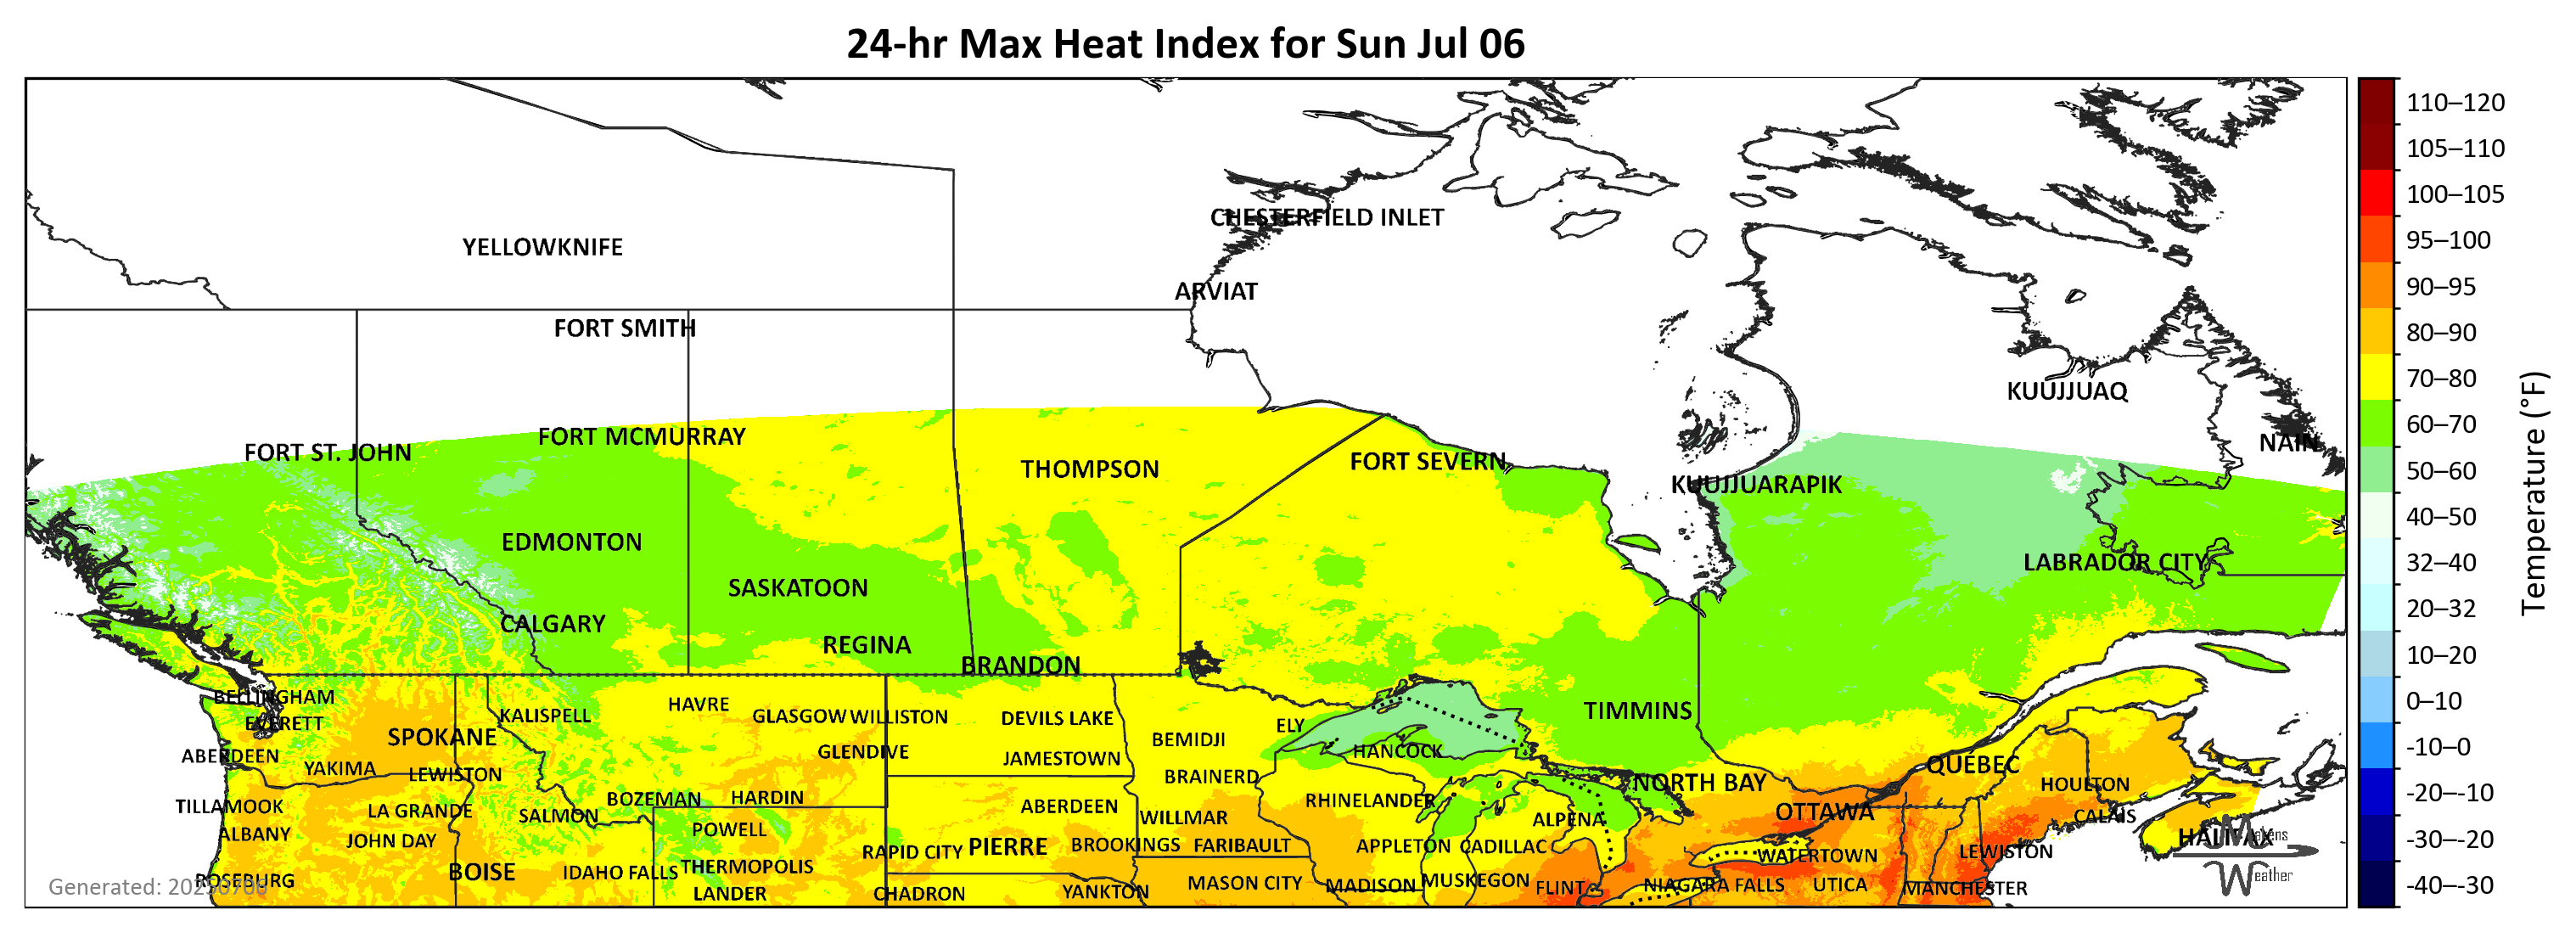 24-hr Max Heat Index for Sun Jul 06
110–120
105–110
CHESTERFIELD INLET
100–105
YELLOWKNIFE
95–100
ARVIAT
90–95
FORT SMITH
80–90
KUUJJUAQ
70–80
FORT MCMURRAY
60–70
FORT ST. JOHN
NAIN
THOMPSON
FORT SEVERN
50–60
KUUJJUARAPIK
40–50
EDMONTON
LABRADOR CITY
32–40
Temperature (°F)
SASKATOON
20–32
CALGARY
REGINA
10–20
BRANDON
BELLINGHAM
HAVRE
0–10
KALISPELL
GLASGOW
WILLISTON
DEVILS LAKE
TIMMINS
EVERETT
ELY
SPOKANE
BEMIDJI
-10–0
ABERDEEN
GLENDIVE
JAMESTOWN
HANCOCK
QUÉBEC
YAKIMA
LEWISTON
BRAINERD
NORTH BAY
HOULTON
-20–-10
TILLAMOOK
LA GRANDE
SALMON
BOZEMAN
HARDIN
ABERDEEN
RHINELANDER
OTTAWA
WILLMAR
ALPENA
CALAIS
ALBANY
JOHN DAY
POWELL
HALIFAX
-30–-20
Makens
Weather
RAPID CITY
PIERRE
BROOKINGS
FARIBAULT
APPLETON
CADILLAC
WATERTOWN
LEWISTON
BOISE
IDAHO FALLS
THERMOPOLIS
ROSEBURG
MASON CITY
MADISON
MUSKEGON
FLINT
NIAGARA FALLS
UTICA
MANCHESTER
-40–-30
Generated: 20250706
LANDER
CHADRON
YANKTON